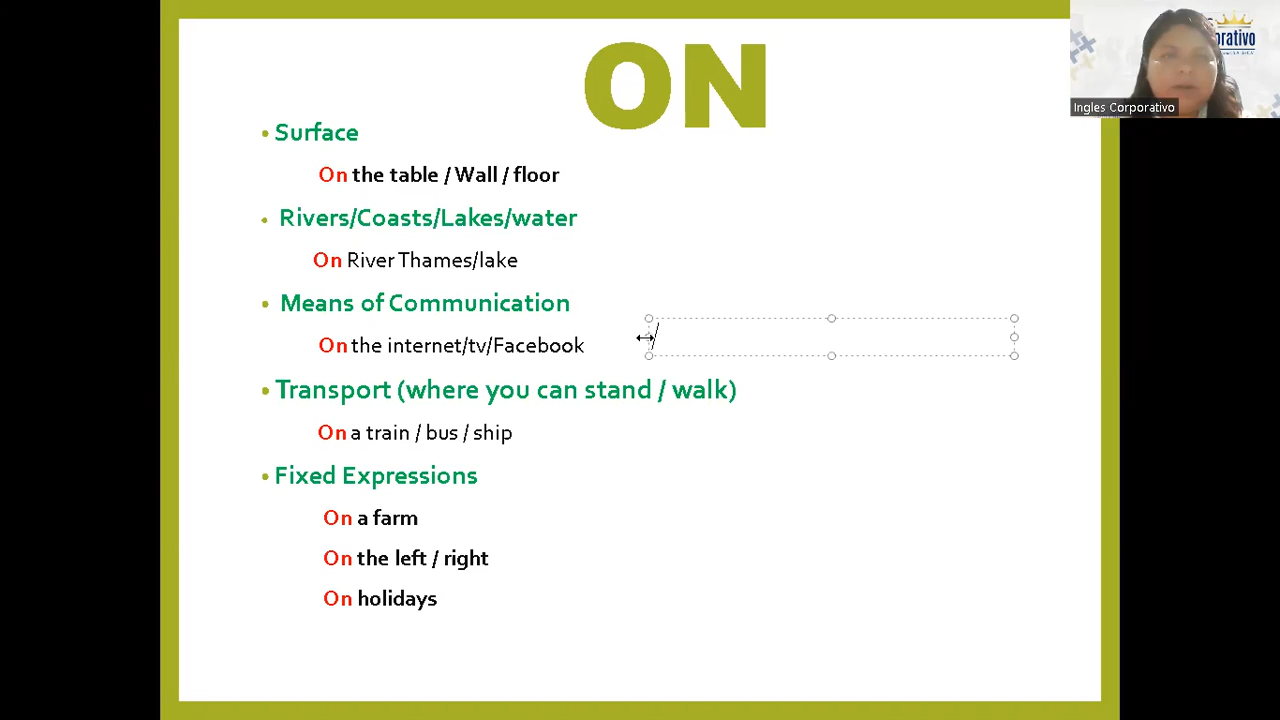 ON
• Surface
On the table / Wall / floor
• Rivers/Coasts/Lakes/water
On River Thames/lake
• Means of Communication
On the internet/tv/Facebook
/
• Transport (where you can stand / walk)
On a train / bus / ship
• Fixed Expressions
On a farm
On the left / right
On holidays
orativo
Ingles Corporativo